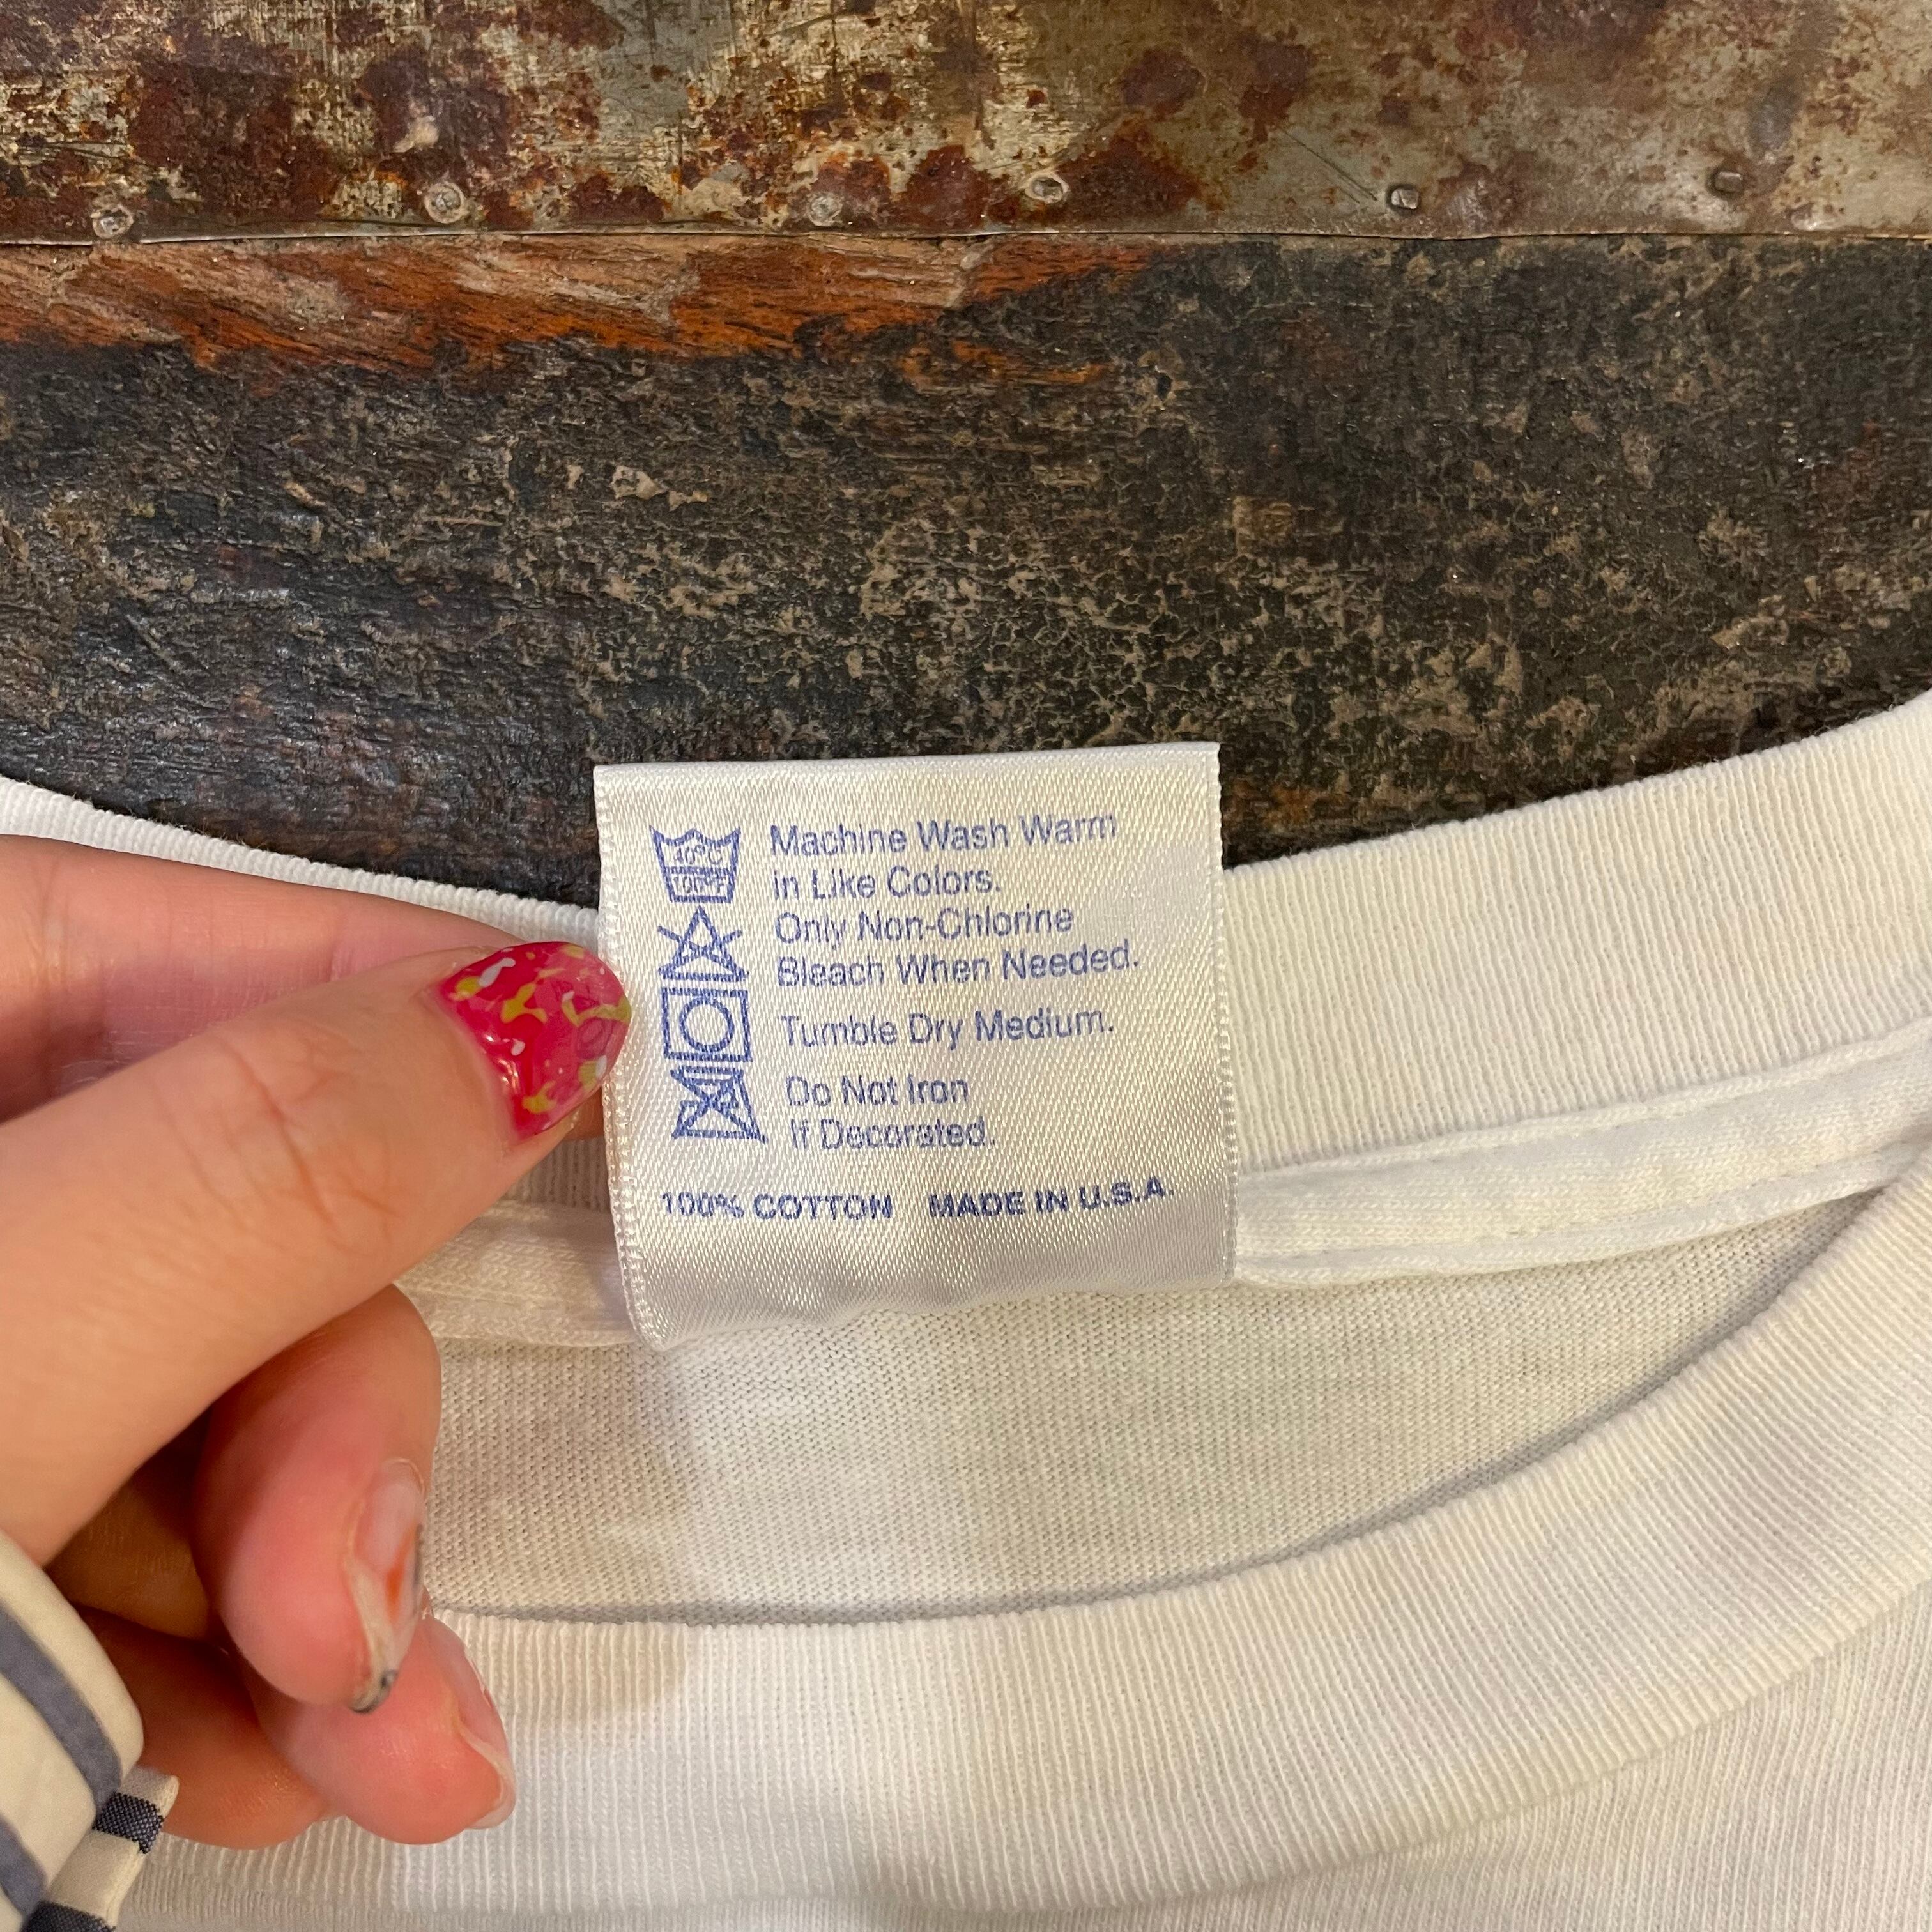 40°C
Machine Wash Warm
in Like Colors.
Only Non-Chlorine
Bleach When Needed.
Tumble Dry Medium.
Do Not Iron
If Decorated.
100% COTTON MADE IN U.S.A.